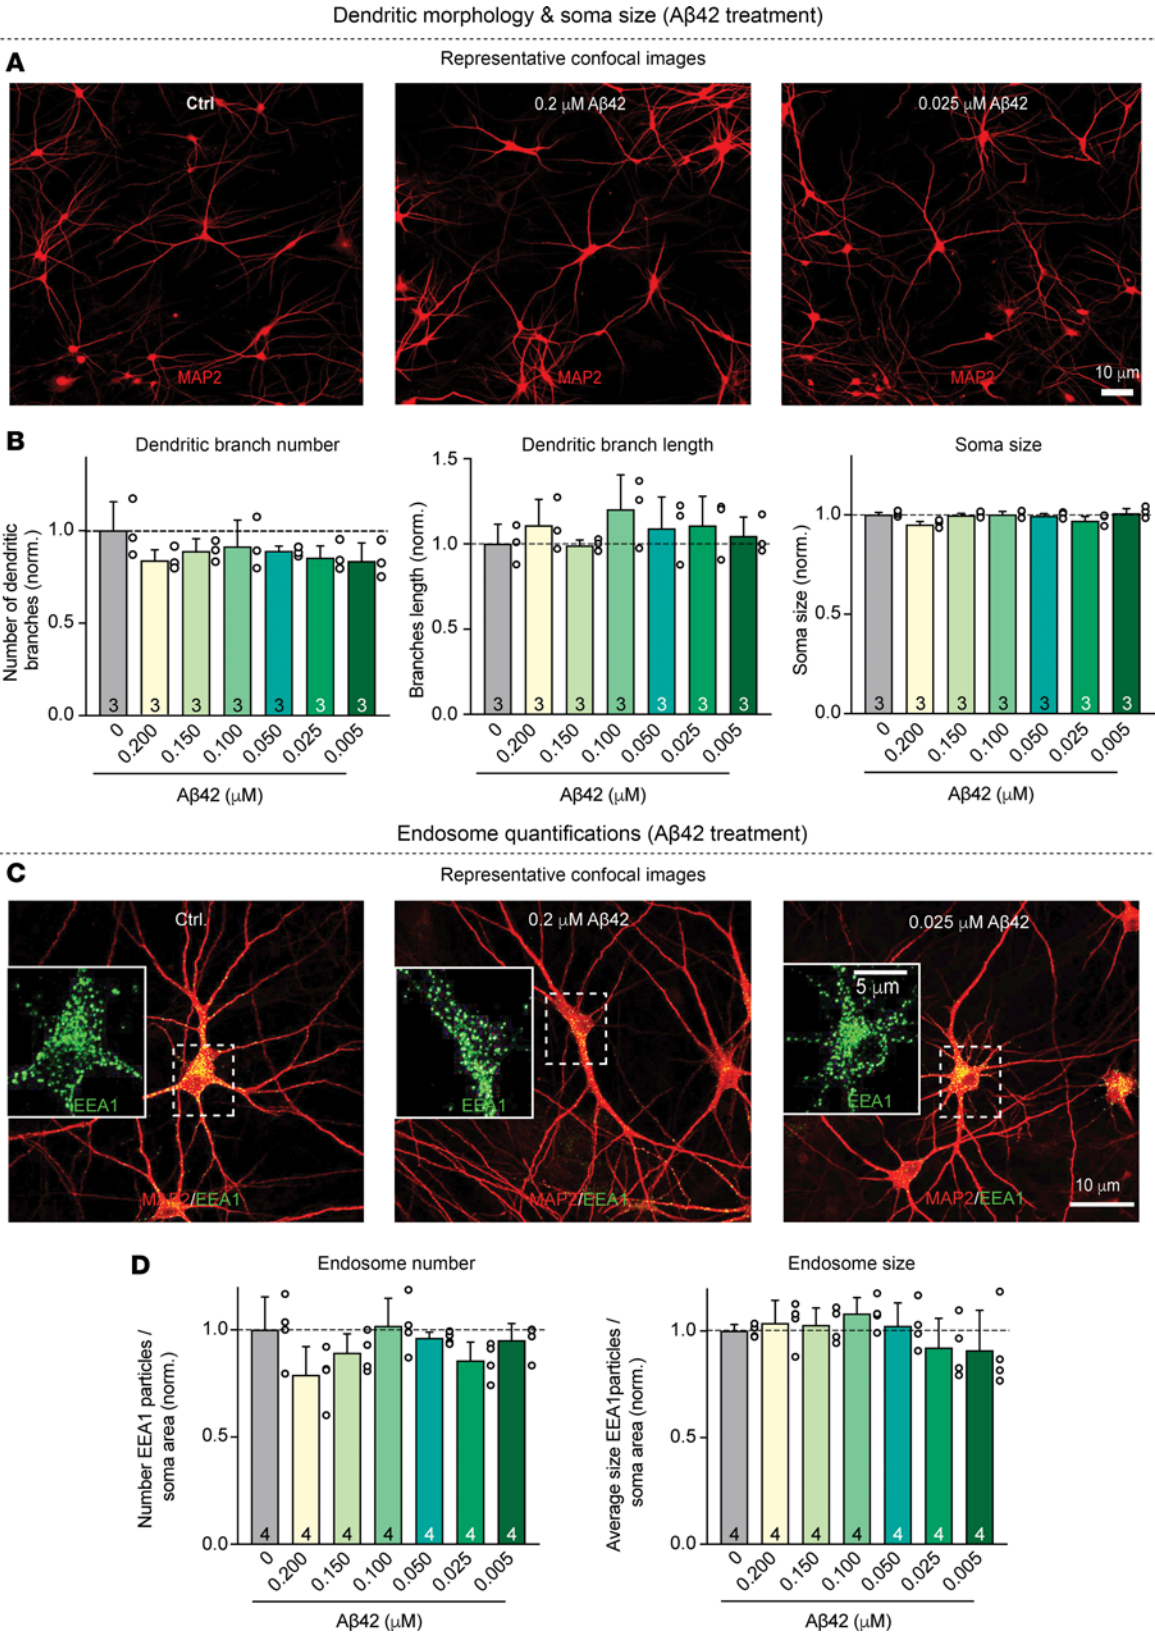 Dendritic morphology & soma size (Aβ42 treatment)
A
Representative confocal images
Ctrl
0.2 μM Aβ42
0.025 μM Aβ42
MAP2
MAP2
MAP2
10 μm
B
Dendritic branch number
Number of dendritic
branches (norm.)
1.0
0.5
0.0
3 3 3 3 3 3 3
0 0.200 0.150 0.100 0.050 0.025 0.005
Aβ42 (μM)
Dendritic branch length
Branches length (norm.)
1.5
1.0
0.5
0.0
3 3 3 3 3 3 3
0 0.200 0.150 0.100 0.050 0.025 0.005
Aβ42 (μM)
Soma size
Soma size (norm.)
1.0
0.5
0.0
3 3 3 3 3 3 3
0 0.200 0.150 0.100 0.050 0.025 0.005
Aβ42 (μM)
Endosome quantifications (Aβ42 treatment)
C
Representative confocal images
Ctrl.
EEA1
MAP2/EEA1
0.2 μM Aβ42
EEA1
MAP2/EEA1
0.025 μM Aβ42
5 μm
EEA1
MAP2/EEA1
10 μm
D
Endosome number
Number EEA1 particles /
soma area (norm.)
1.0
0.5
0.0
4 4 4 4 4 4 4
0 0.200 0.150 0.100 0.050 0.025 0.005
Aβ42 (μM)
Endosome size
Average size EEA1particles /
soma area (norm.)
1.0
0.5
0.0
4 4 4 4 4 4 4
0 0.200 0.150 0.100 0.050 0.025 0.005
Aβ42 (μM)